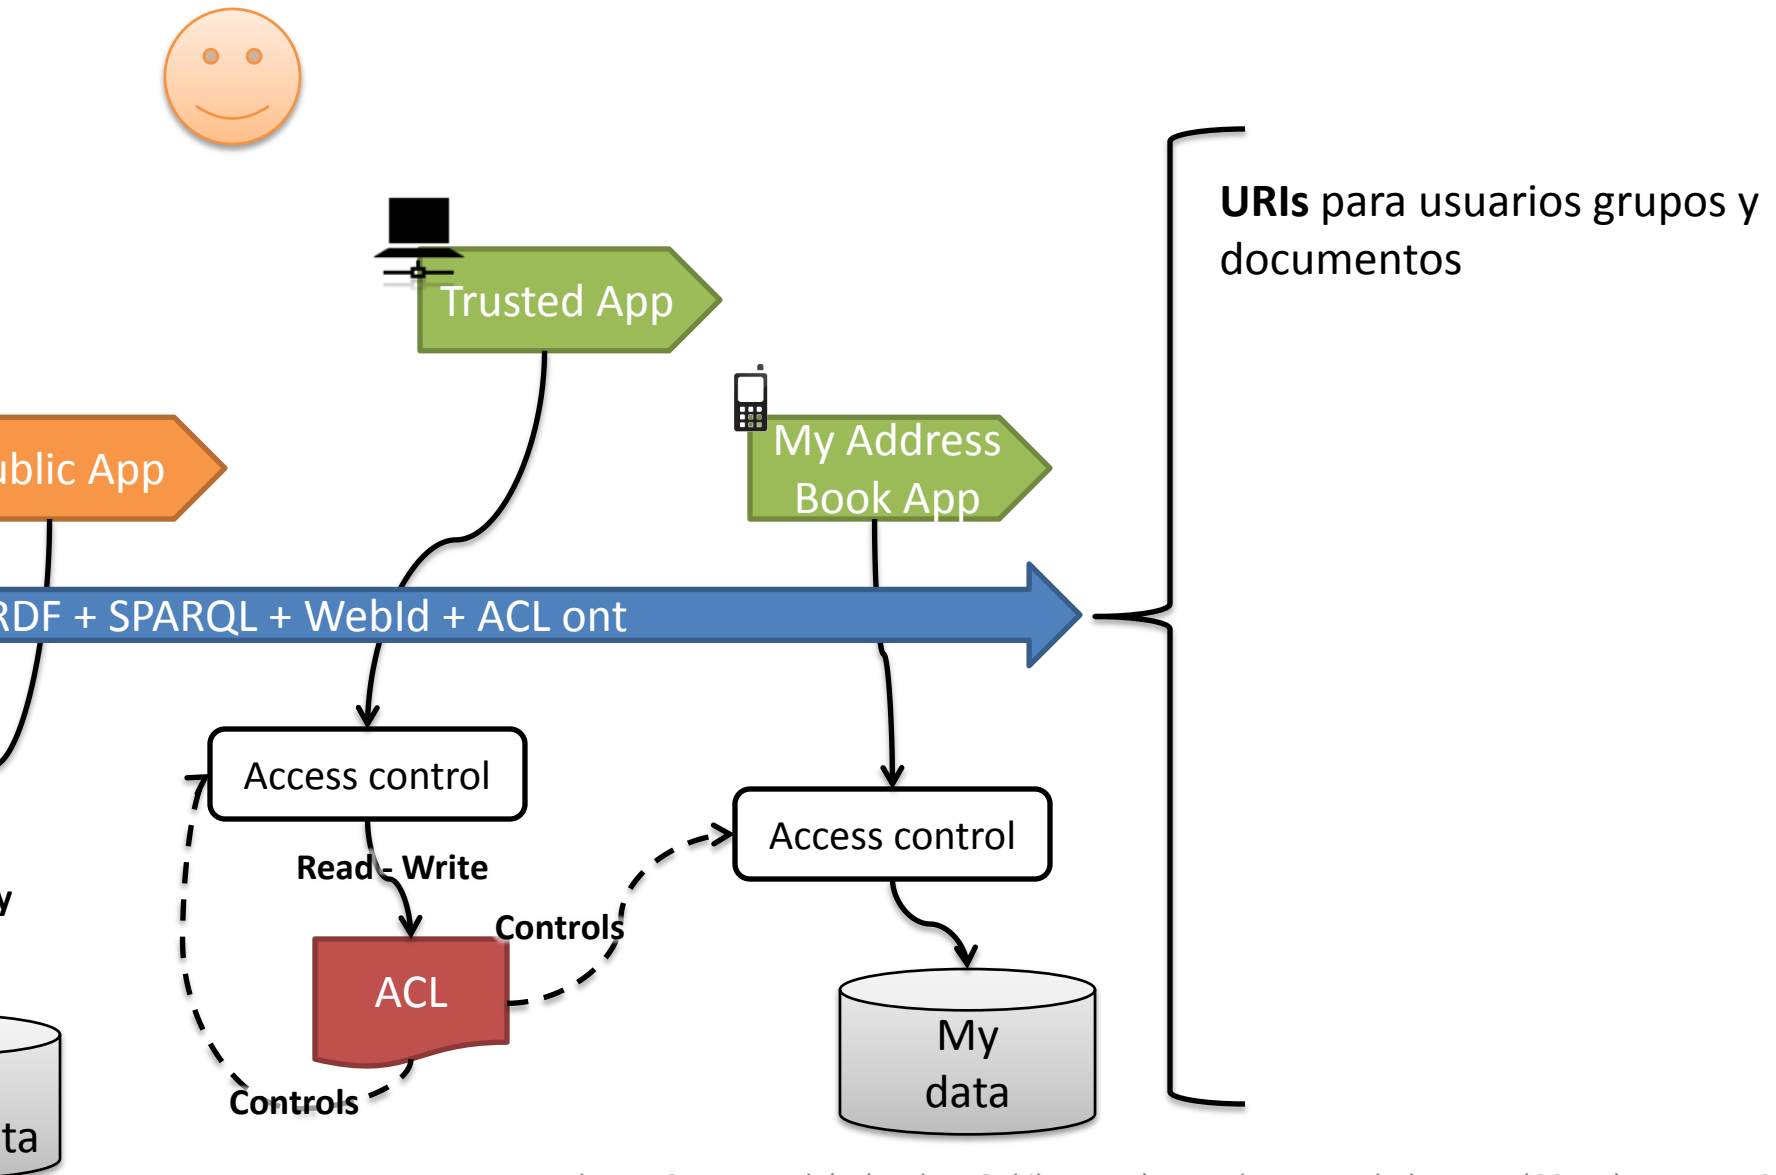 URIs para usuarios grupos y
documentos
Trusted App
My Address
Book App
ublic App
RDF + SPARQL + WebId + ACL ont
Access control
Access control
Read - Write
y
Controls
ACL
My
data
Controls
ta